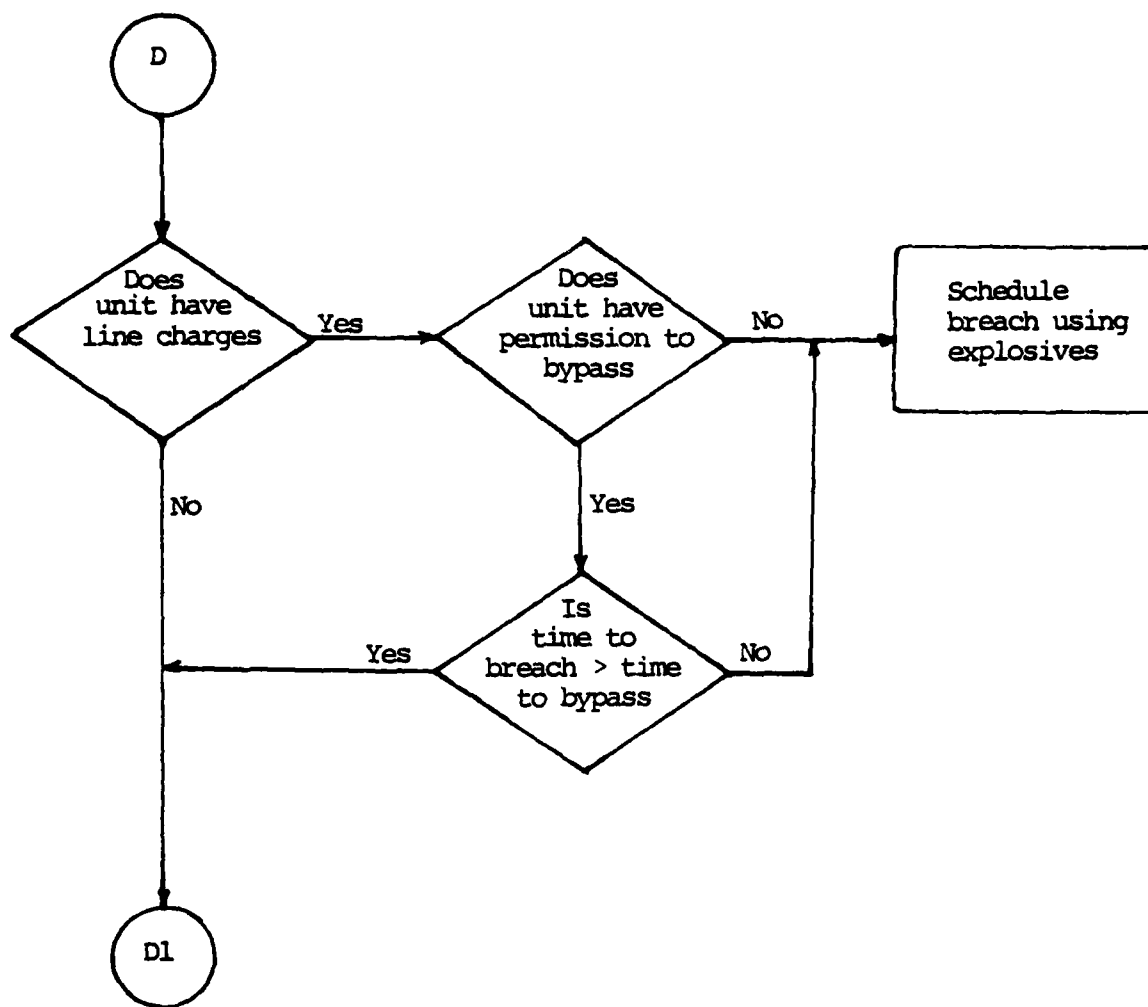 D
Does
unit have
line charges
Yes
No
Does
unit have
permission to
bypass
No
Yes
Schedule
breach using
explosives
Is
time to
breach > time
to bypass
Yes
No
D1